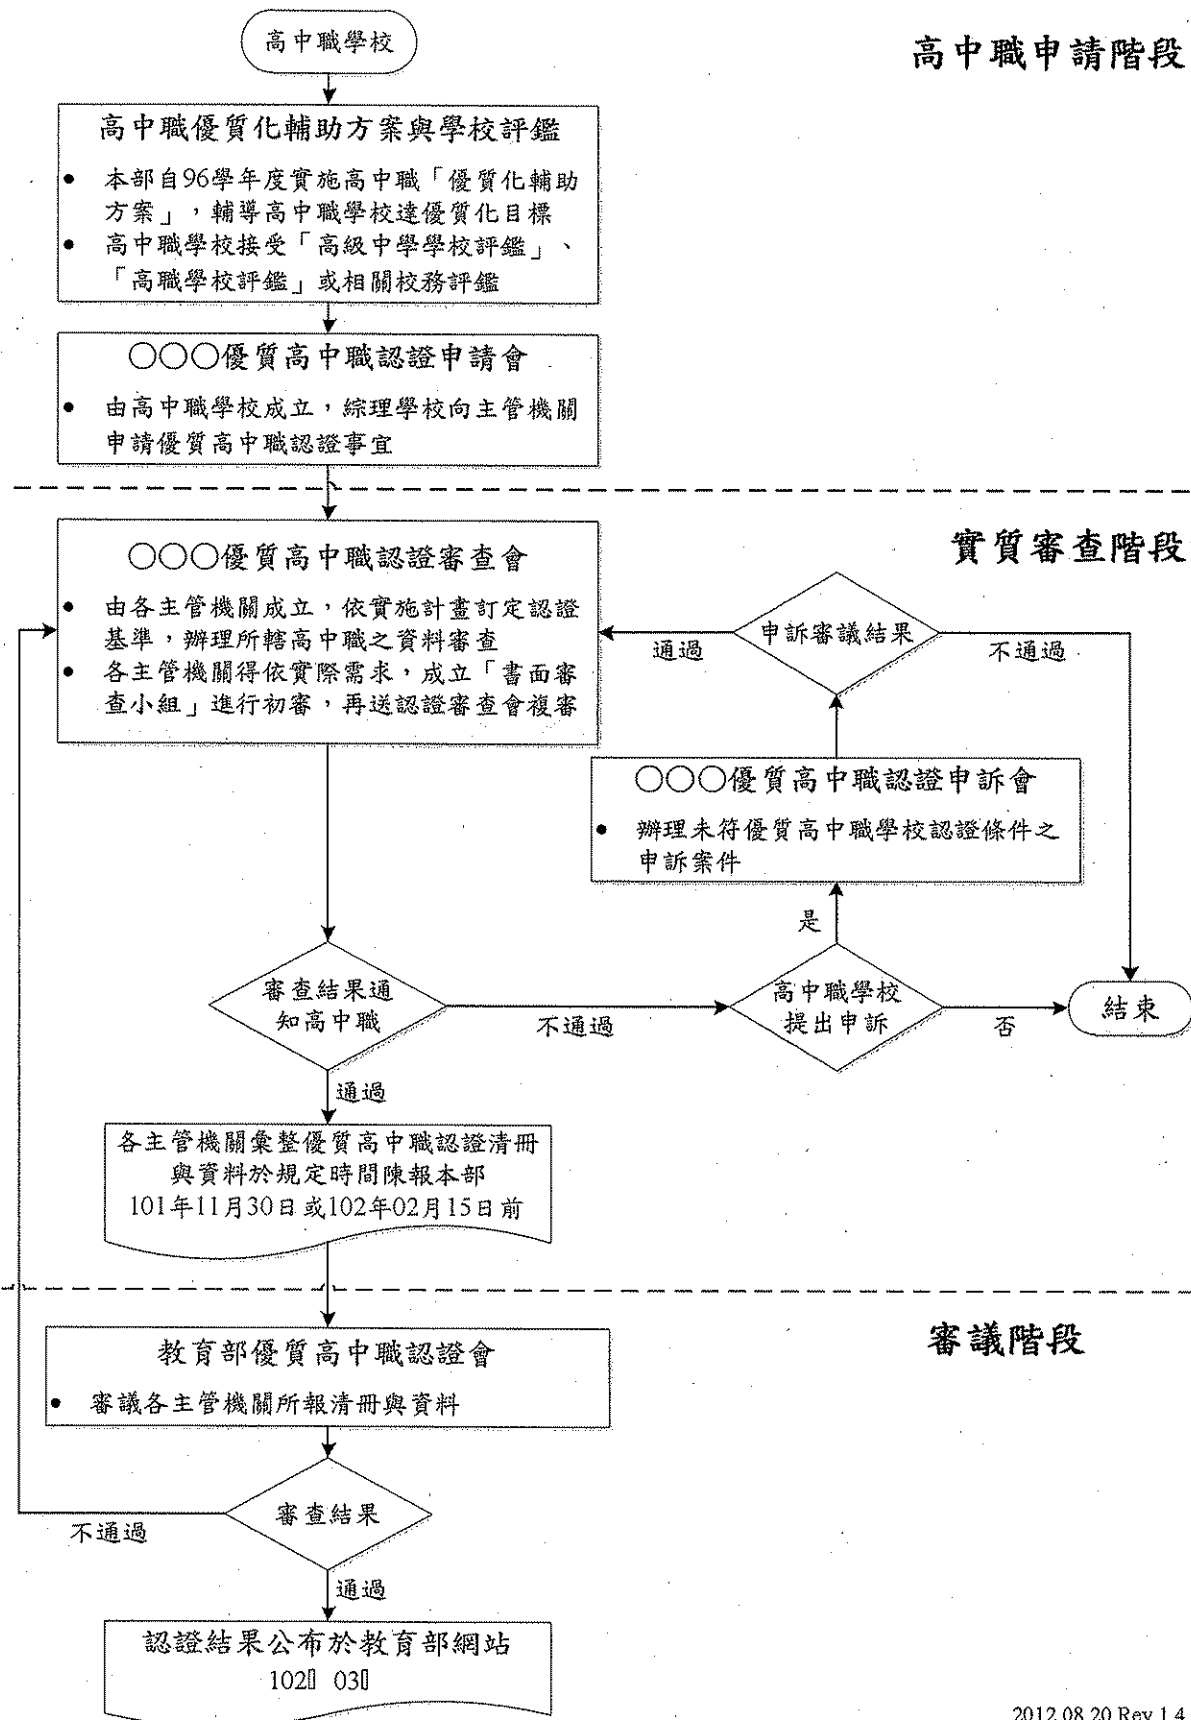 高中職學校
高中職申請階段
高中職優質化輔助方案與學校評鑑
• 本部自96學年度實施高中職「優質化輔助
方案」，輔導高中職學校達優質化目標
• 高中職學校接受「高級中學學校評鑑」、
「高職學校評鑑」或相關校務評鑑
○○○優質高中職認證申請會
• 由高中職學校成立，綜理學校向主管機關
申請優質高中職認證事宜
實質審查階段
○○○優質高中職認證審查會
• 由各主管機關成立，依實施計畫訂定認證
基準，辦理所轄高中職之資料審查
• 各主管機關得依實際需求，成立「書面審
查小組」進行初審，再送認證審查會複審
申訴審議結果
通過
不通過
○○○優質高中職認證申訴會
• 辦理未符優質高中職學校認證條件之
申訴案件
是
審查結果通
知高中職
不通過
高中職學校
提出申訴
否
結束
通過
各主管機關彙整優質高中職認證清冊
與資料於規定時間陳報本部
101年11月30日或102年02月15日前
審議階段
教育部優質高中職認證會
• 審議各主管機關所報清冊與資料
審查結果
不通過
通過
認證結果公布於教育部網站
102 03
2012.08.20 Rev 1.4